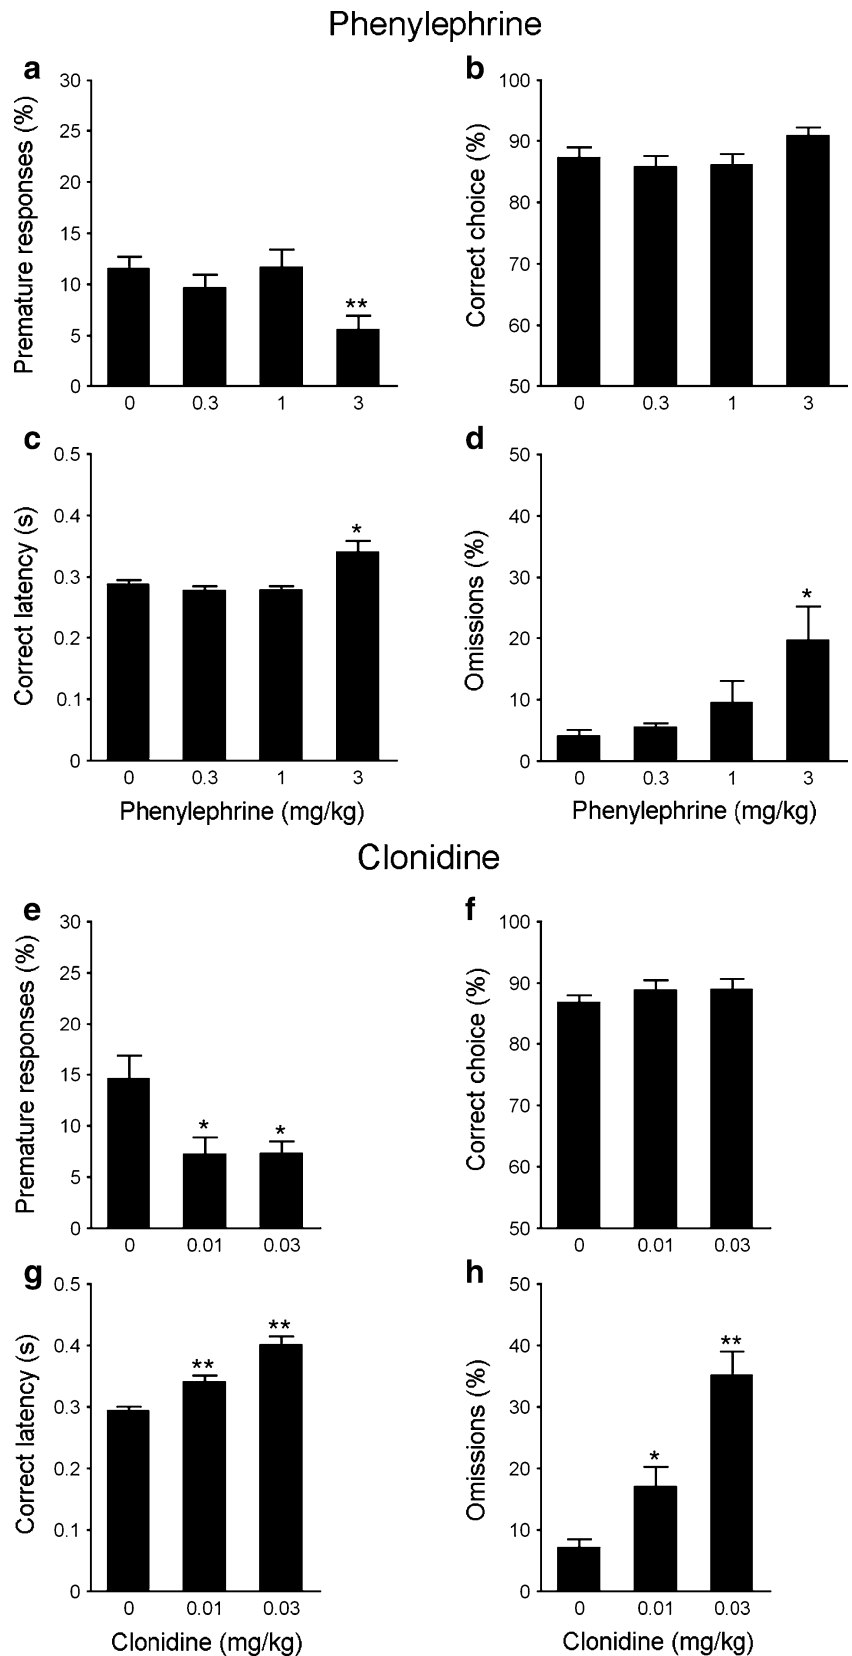 Phenylephrine
a
Premature responses (%)
30
25
20
15
10
5
0
**
0 0.3 1 3
b
Correct choice (%)
100
90
80
70
60
50
0 0.3 1 3
c
Correct latency (s)
0.5
0.4
0.3
0.2
0.1
0
*
0 0.3 1 3
Phenylephrine (mg/kg)
d
Omissions (%)
50
40
30
20
10
0
*
0 0.3 1 3
Phenylephrine (mg/kg)
Clonidine
e
Premature responses (%)
30
25
20
15
10
5
0
* *
0 0.01 0.03
f
Correct choice (%)
100
90
80
70
60
50
0 0.01 0.03
g
Correct latency (s)
0.5
0.4
0.3
0.2
0.1
0
** **
0 0.01 0.03
Clonidine (mg/kg)
h
Omissions (%)
50
40
30
20
10
0
* **
0 0.01 0.03
Clonidine (mg/kg)